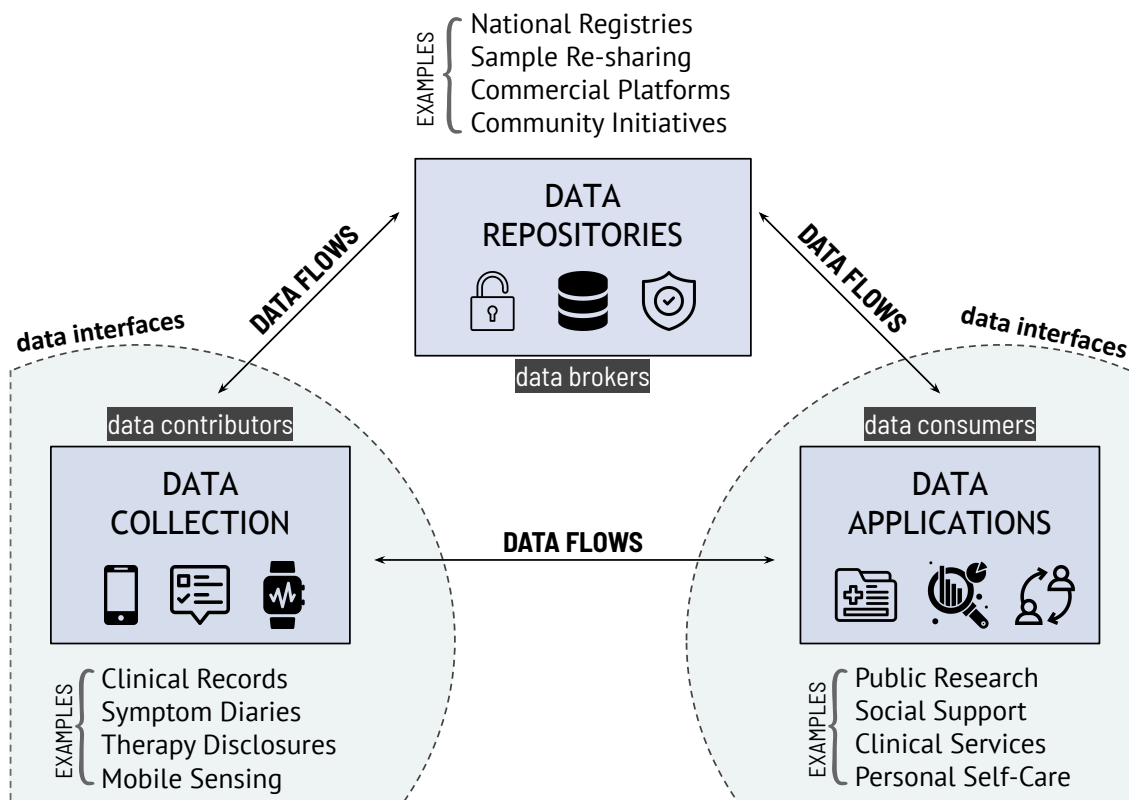 EXAMPLES
National Registries
Sample Re-sharing
Commercial Platforms
Community Initiatives
DATA
REPOSITORIES
data brokers
DATA FLOWS
DATA FLOWS
data interfaces
data interfaces
data contributors
DATA
COLLECTION
DATA FLOWS
data consumers
DATA
APPLICATIONS
EXAMPLES
Clinical Records
Symptom Diaries
Therapy Disclosures
Mobile Sensing
EXAMPLES
Public Research
Social Support
Clinical Services
Personal Self-Care